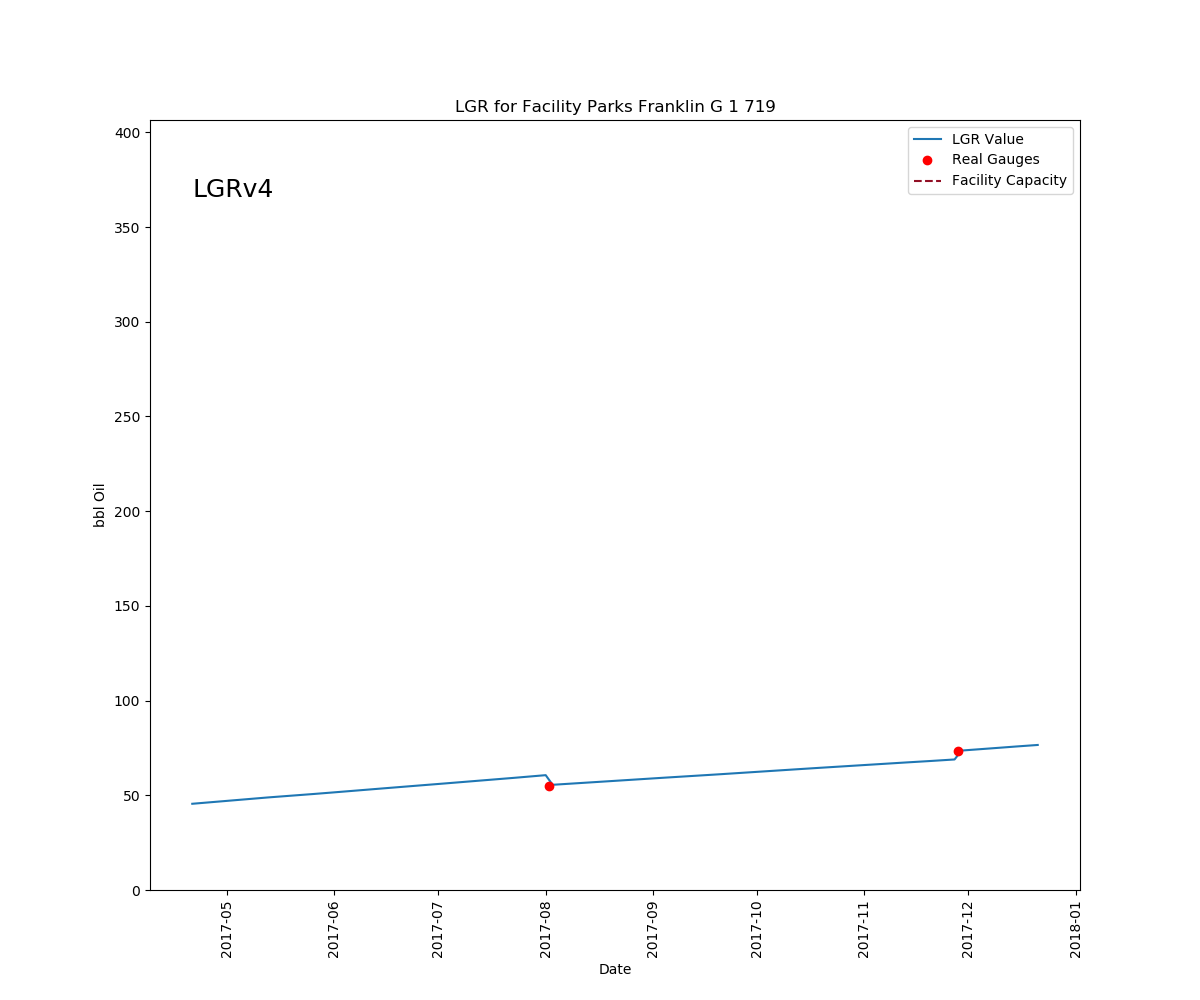 LGR for Facility Parks Franklin G 1 719
LGR Value
Real Gauges
Facility Capacity
LGRv4
bbl Oil
400
350
300
250
200
150
100
50
0
2017-05
2017-06
2017-07
2017-08
2017-09
2017-10
2017-11
2017-12
2018-01
Date